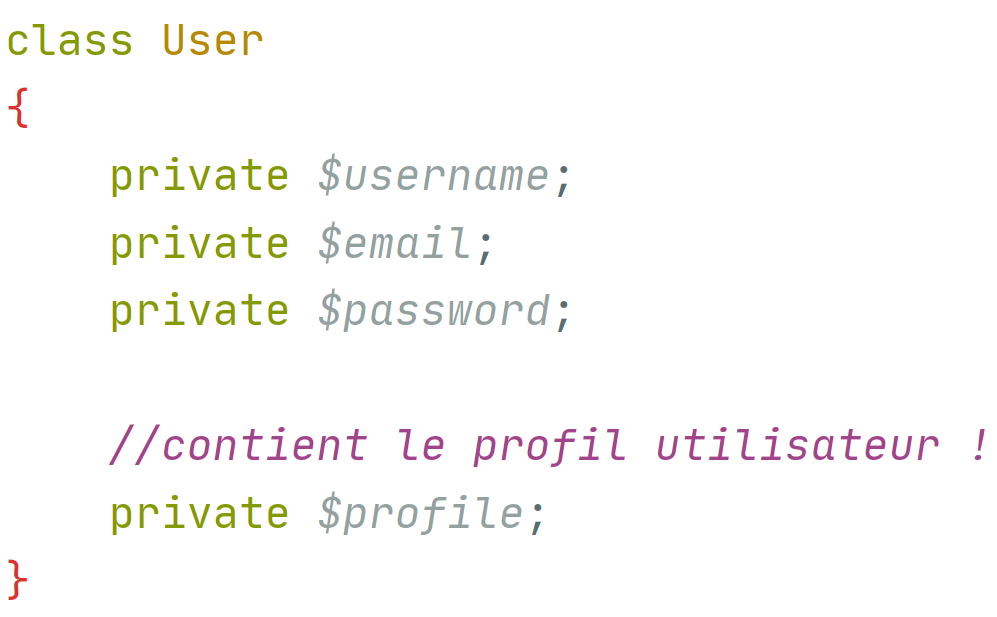 class User
{
    private $username;
    private $email;
    private $password;

    //contient le profil utilisateur !
    private $profile;
}